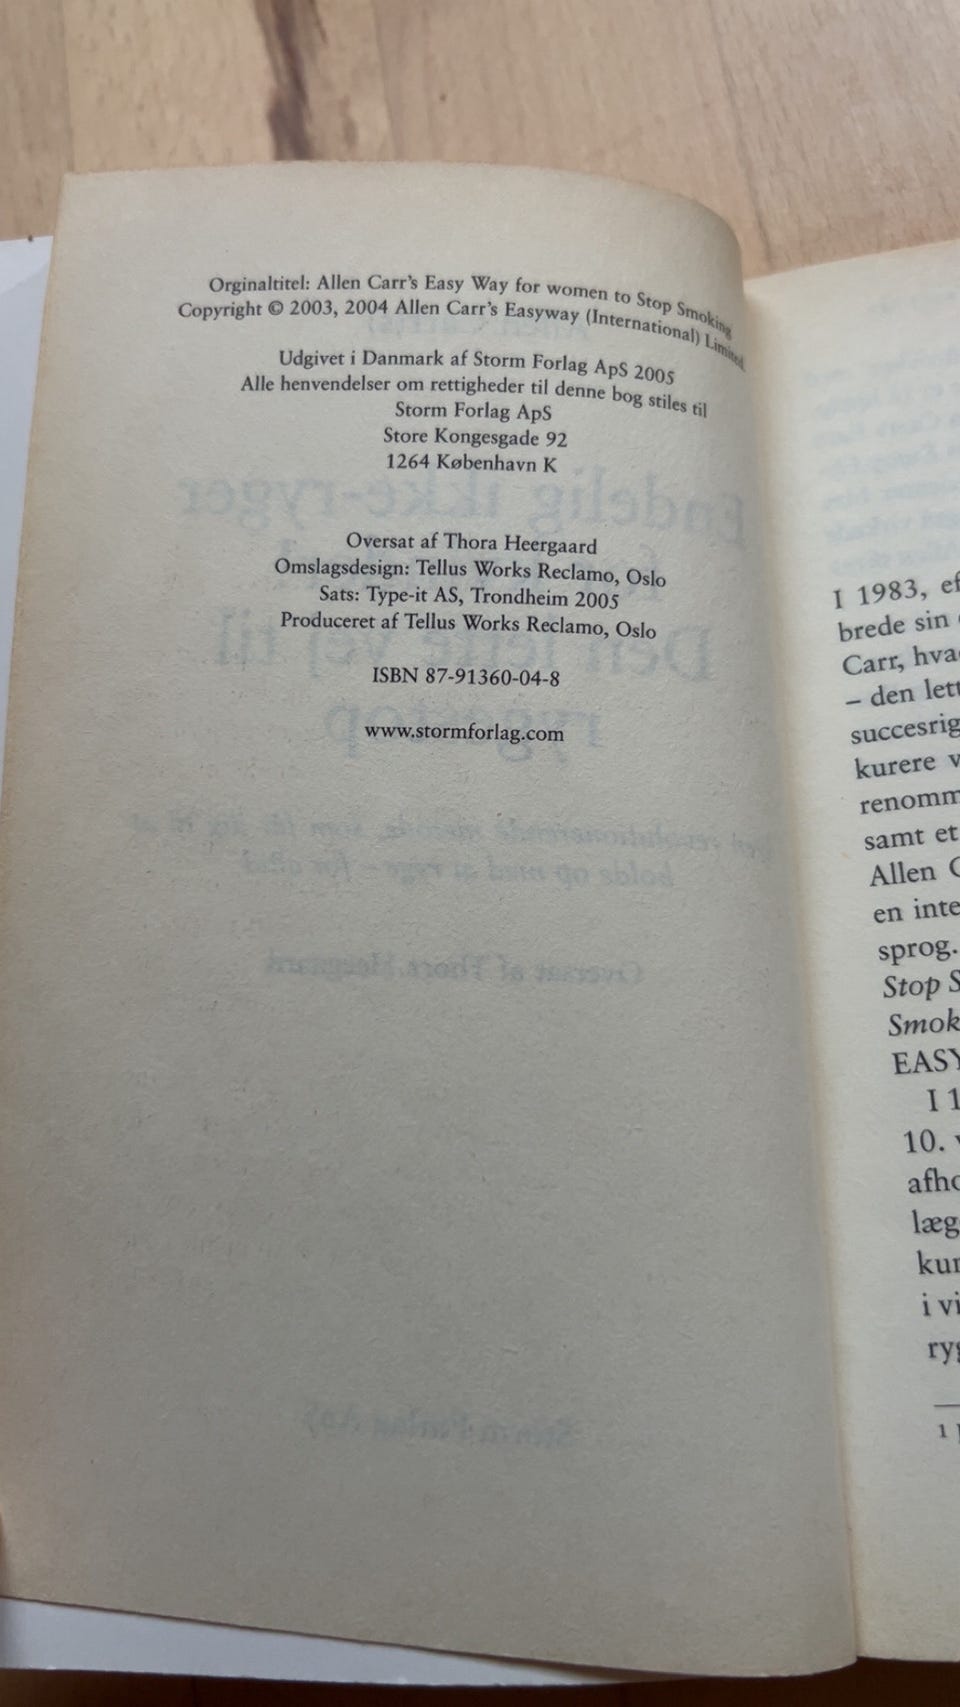 Orginaltitel: Allen Carr's Easy Way for women to Stop Smoking
Copyright © 2003, 2004 Allen Carr's Easyway (International) Limited
Udgivet i Danmark af Storm Forlag ApS 2005
Alle henvendelser om rettigheder til denne bog stiles til
Storm Forlag ApS
Store Kongesgade 92
1264 København K
Oversat af Thora Heergaard
Omslagsdesign: Tellus Works Reclamo, Oslo
Sats: Type-it AS, Trondheim 2005
Produceret af Tellus Works Reclamo, Oslo
ISBN 87-91360-04-8
www.stormforlag.com
I 1983, ef
brede sin
Carr, hva
– den lett
succesrig
kurere v
renomm
samt et
Allen C
en inte
sprog.
Stop S
Smok
EASY
I 1
10. v
afho
læg
kur
i vi
ryg
1